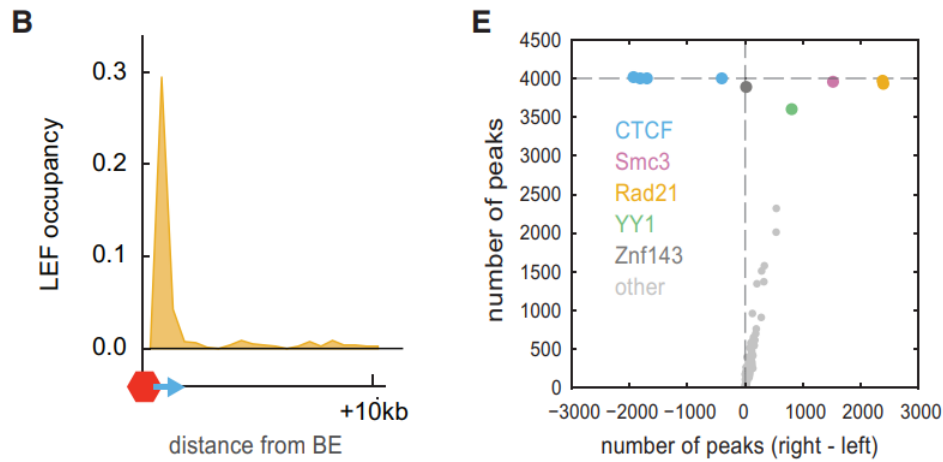 B
LEF occupancy
0.3
0.2
0.1
0.0
+10kb
distance from BE
E
number of peaks
4500
4000
3500
3000
2500
2000
1500
1000
500
0
CTCF
Smc3
Rad21
YY1
Znf143
other
−3000 −2000 −1000 0 1000 2000 3000
number of peaks (right - left)